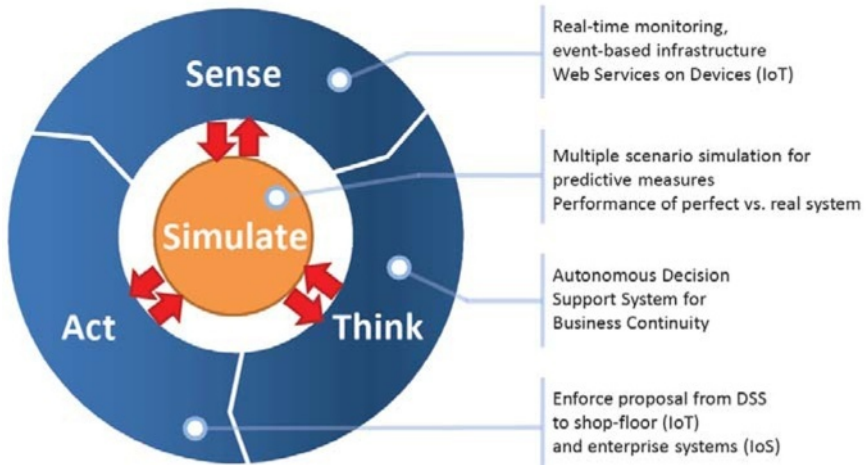 Sense
Simulate
Act
Think
Real-time monitoring,
event-based infrastructure
Web Services on Devices (IoT)
Multiple scenario simulation for
predictive measures
Performance of perfect vs. real system
Autonomous Decision
Support System for
Business Continuity
Enforce proposal from DSS
to shop-floor (IoT)
and enterprise systems (IoS)